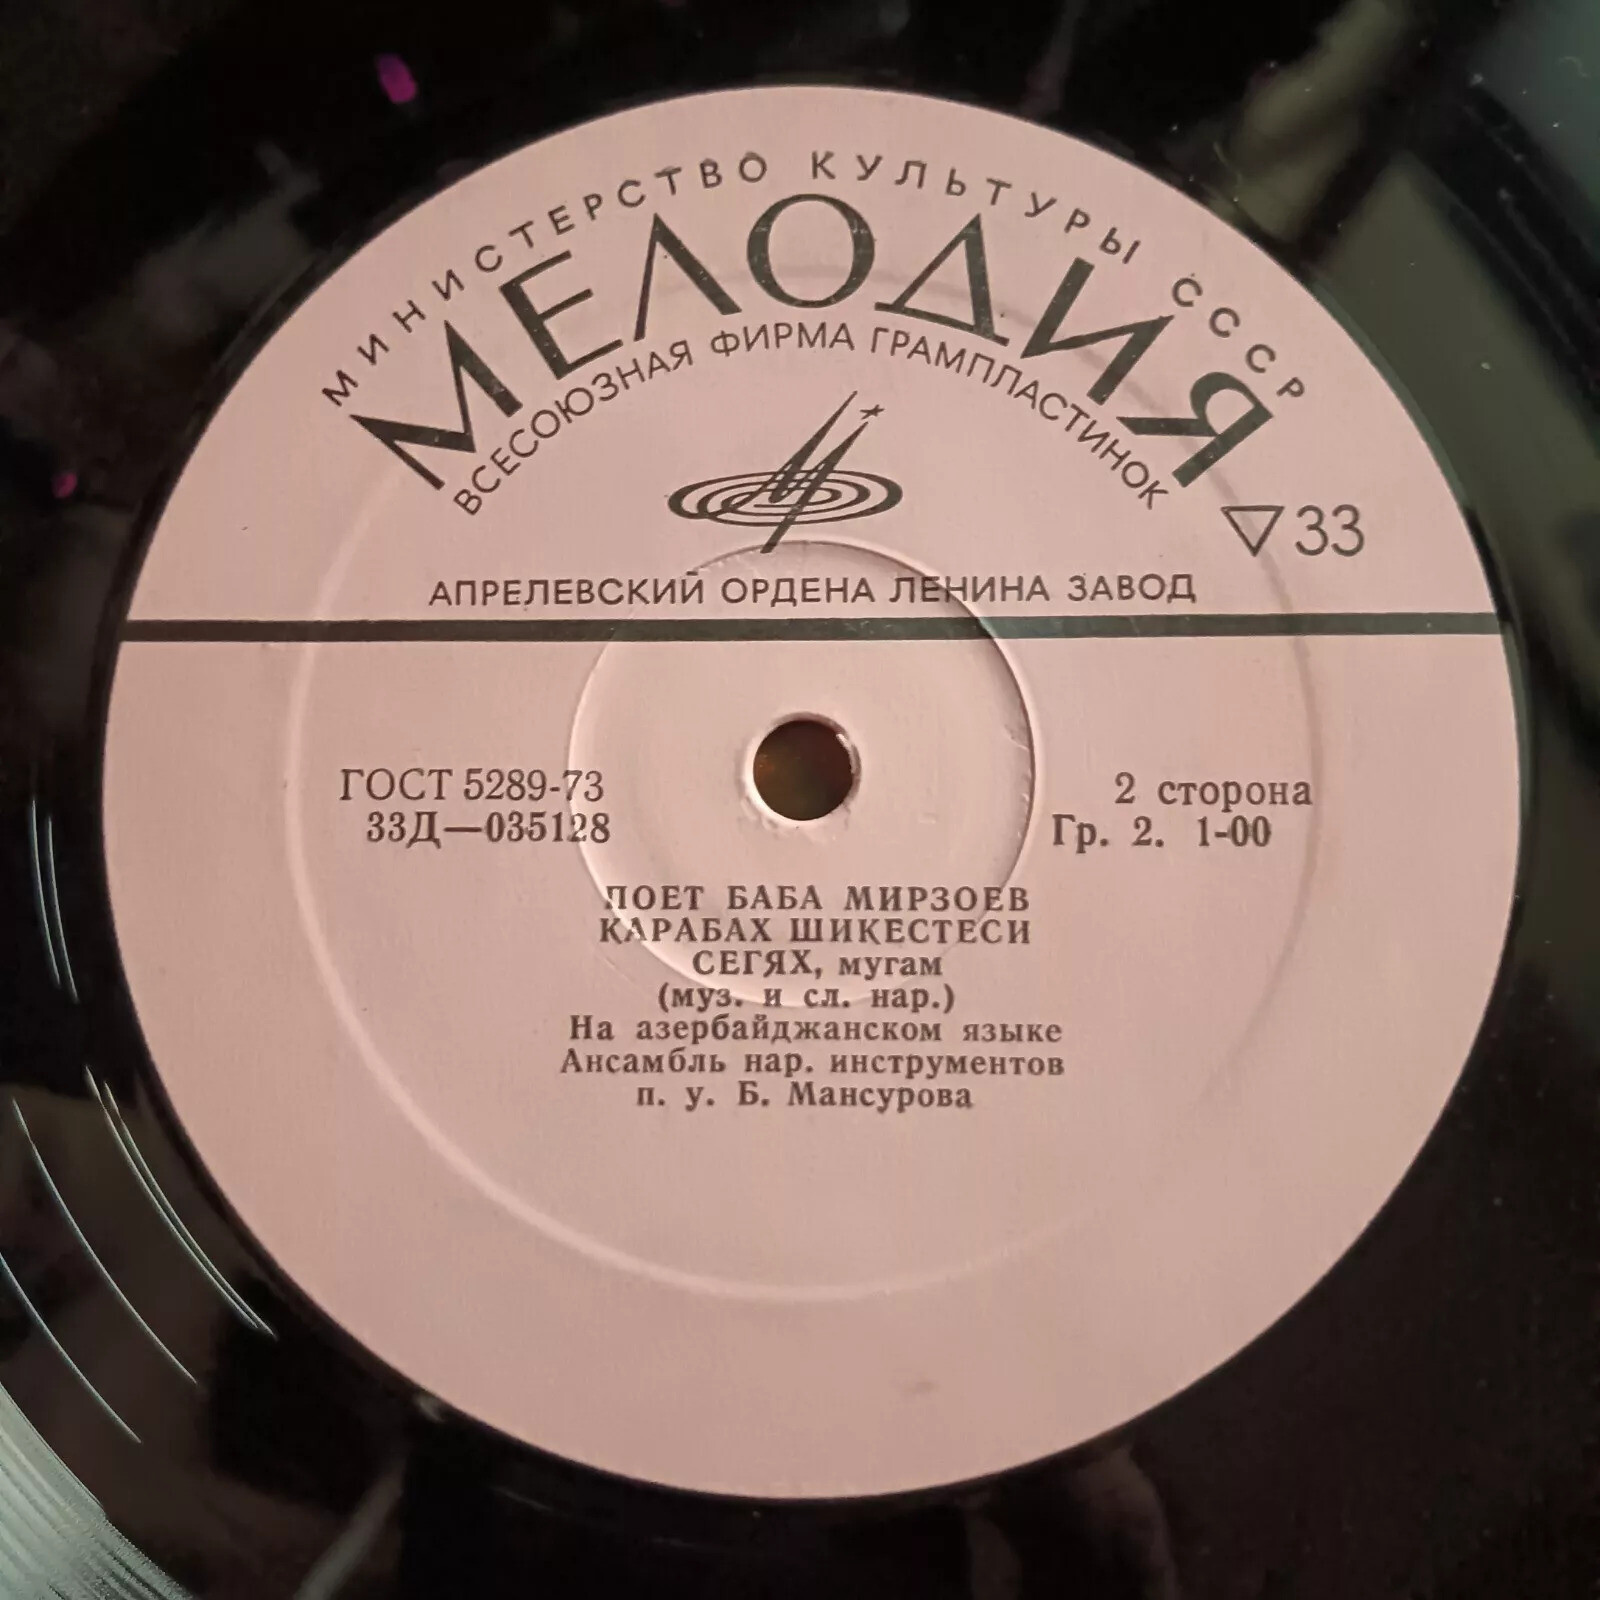 МИНИСТЕРСТВО КУЛЬТУРЫ СССР
МЕЛОДИЯ
ВСЕСОЮЗНАЯ ФИРМА ГРАМПЛАСТИНОК
33
АПРЕЛЕВСКИЙ ОРДЕНА ЛЕНИНА ЗАВОД
ГОСТ 5289-73
33Д—035128
2 сторона
Гр. 2. 1-00
ПОЕТ БАБА МИРЗОЕВ
КАРАБАХ ШИКЕСТЕСИ
СЕГЯХ, мугам
(муз. и сл. нар.)
На азербайджанском языке
Ансамбль нар. инструментов
п. у. Б. Мансурова